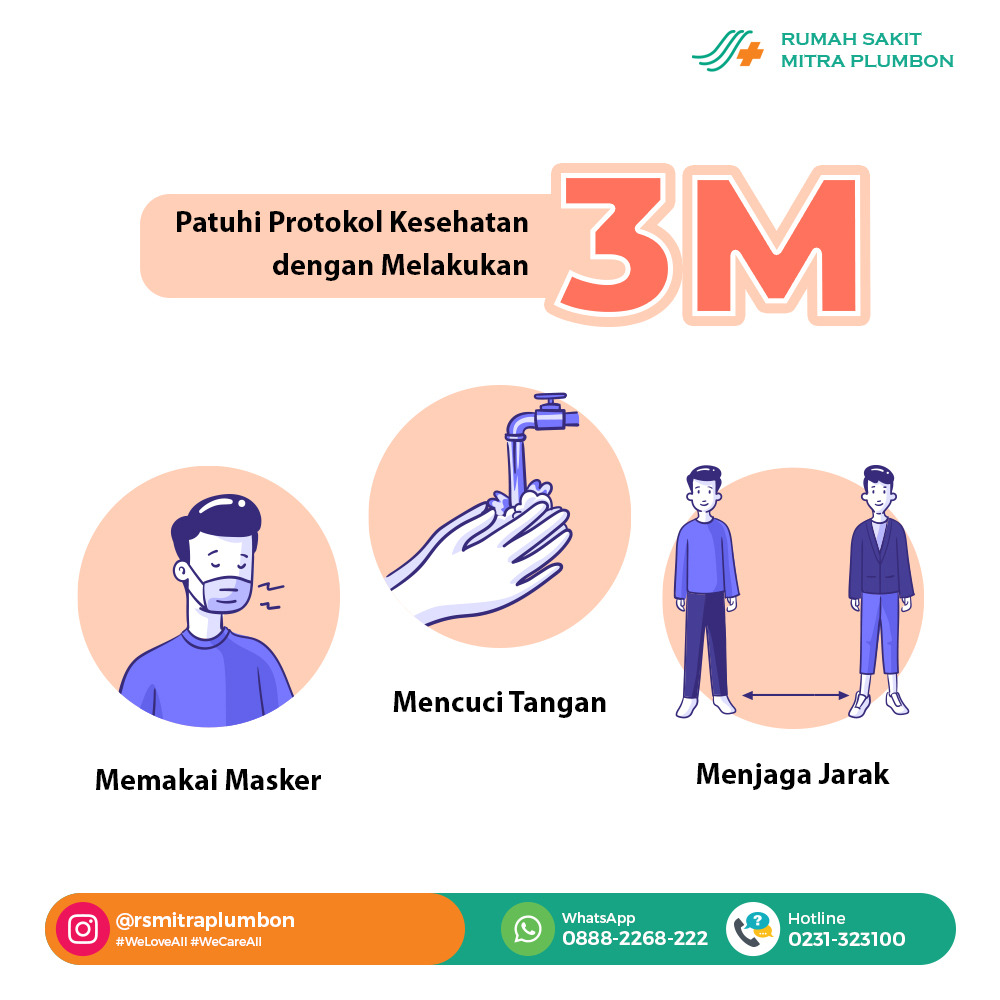 RUMAH SAKIT
MITRA PLUMBON
Patuhi Protokol Kesehatan
dengan Melakukan
3M
Memakai Masker
Mencuci Tangan
Menjaga Jarak
@rsmitraplumbon
#WeLoveAll #WeCareAll
WhatsApp
0888-2268-222
Hotline
0231-323100